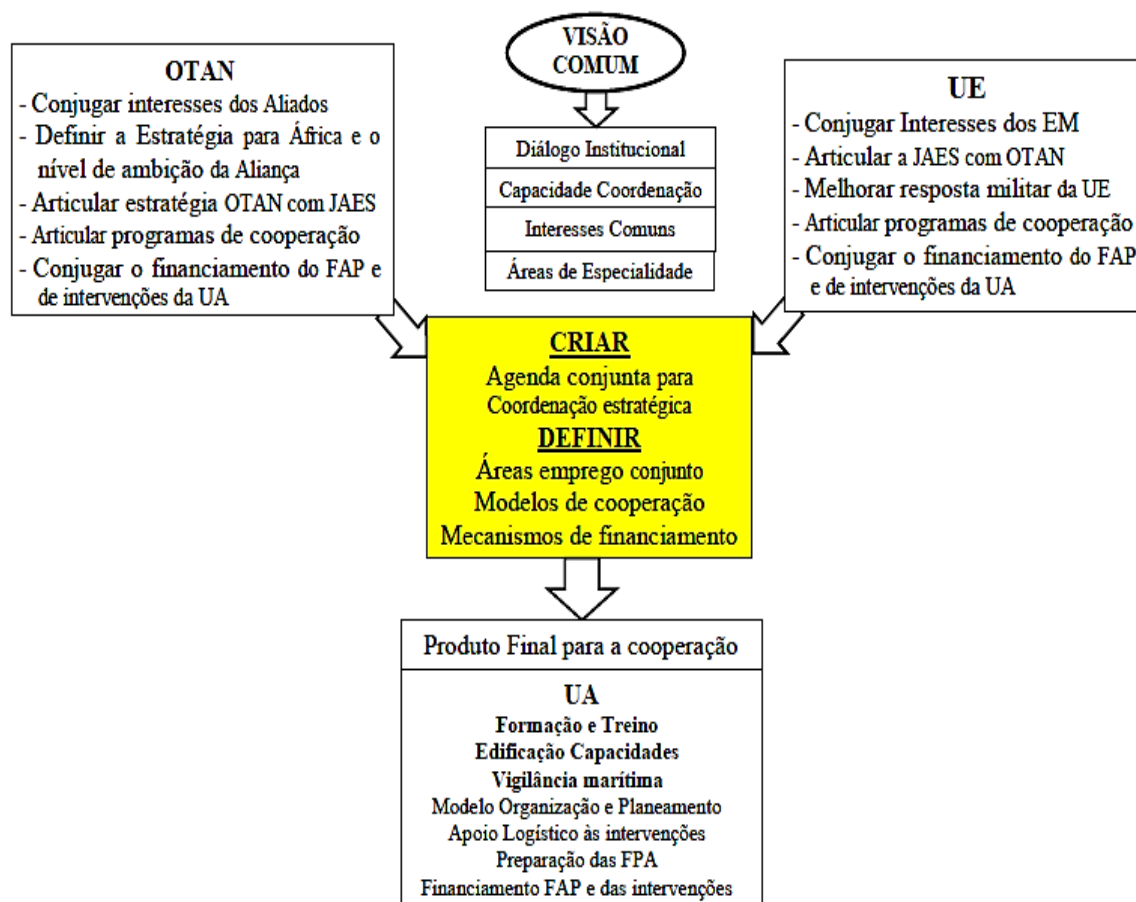 VISÃO
COMUM
OTAN
- Conjugar interesses dos Aliados
- Definir a Estratégia para África e o
nível de ambição da Aliança
- Articular estratégia OTAN com JAES
- Articular programas de cooperação
- Conjugar o financiamento do FAP e
de intervenções da UA
Diálogo Institucional
Capacidade Coordenação
Interesses Comuns
Áreas de Especialidade
UE
- Conjugar Interesses dos EM
- Articular a JAES com OTAN
- Melhorar resposta militar da UE
- Articular programas de cooperação
- Conjugar o financiamento do FAP
e de intervenções da UA
CRIAR
Agenda conjunta para
Coordenação estratégica
DEFINIR
Áreas emprego conjunto
Modelos de cooperação
Mecanismos de financiamento
Produto Final para a cooperação
UA
Formação e Treino
Edificação Capacidades
Vigilância marítima
Modelo Organização e Planeamento
Apoio Logístico às intervenções
Preparação das FPA
Financiamento FAP e das intervenções